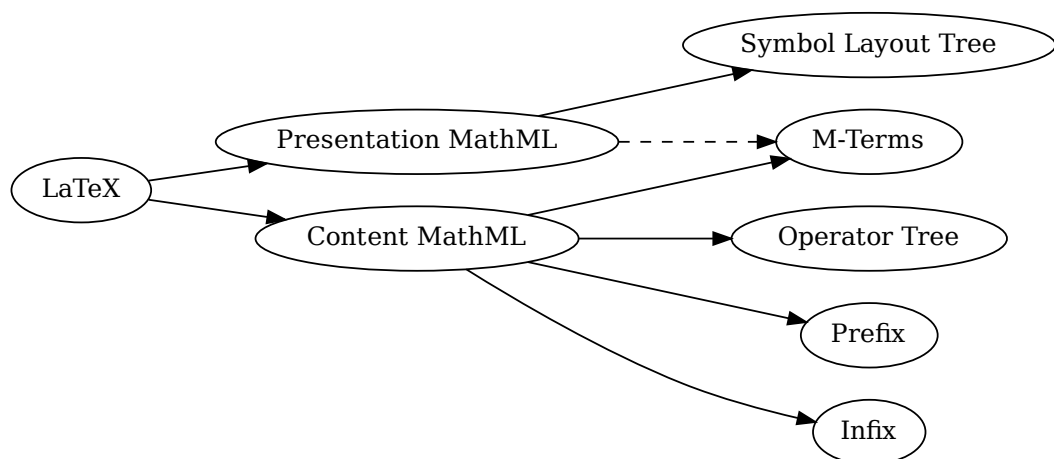 Symbol Layout Tree
Presentation MathML
M-Terms
LaTeX
Content MathML
Operator Tree
Prefix
Infix